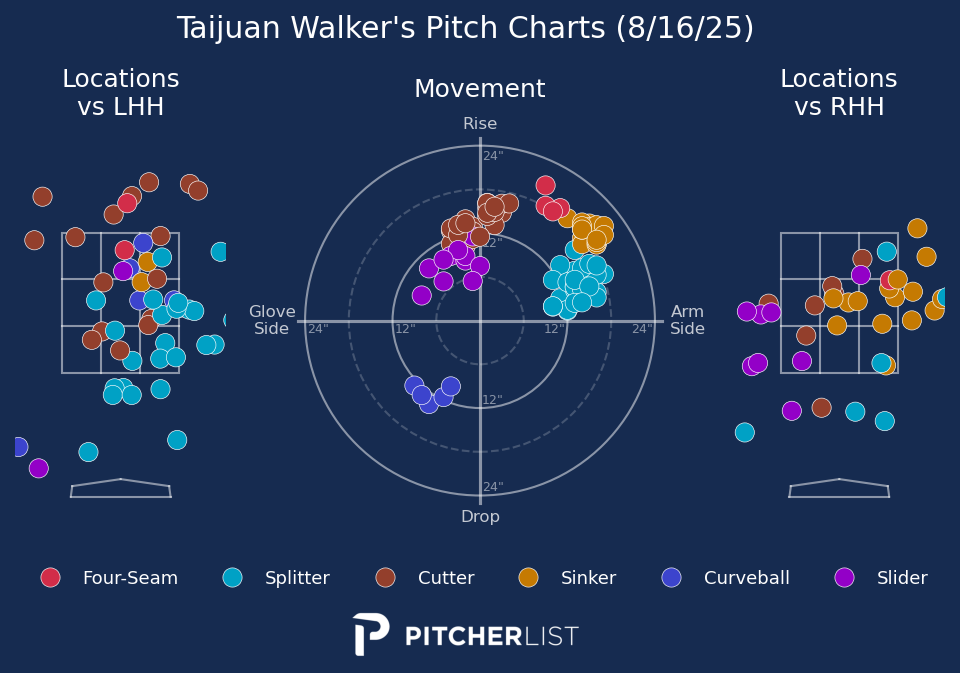 Taijuan Walker's Pitch Charts (8/16/25)
Locations
vs LHH
Movement
Locations
vs RHH
Rise
24"
12"
Glove
Side
24"
12"
12"
24"
Arm
Side
12"
24"
Drop
Four-Seam
Splitter
Cutter
Sinker
Curveball
Slider
PITCHERLIST